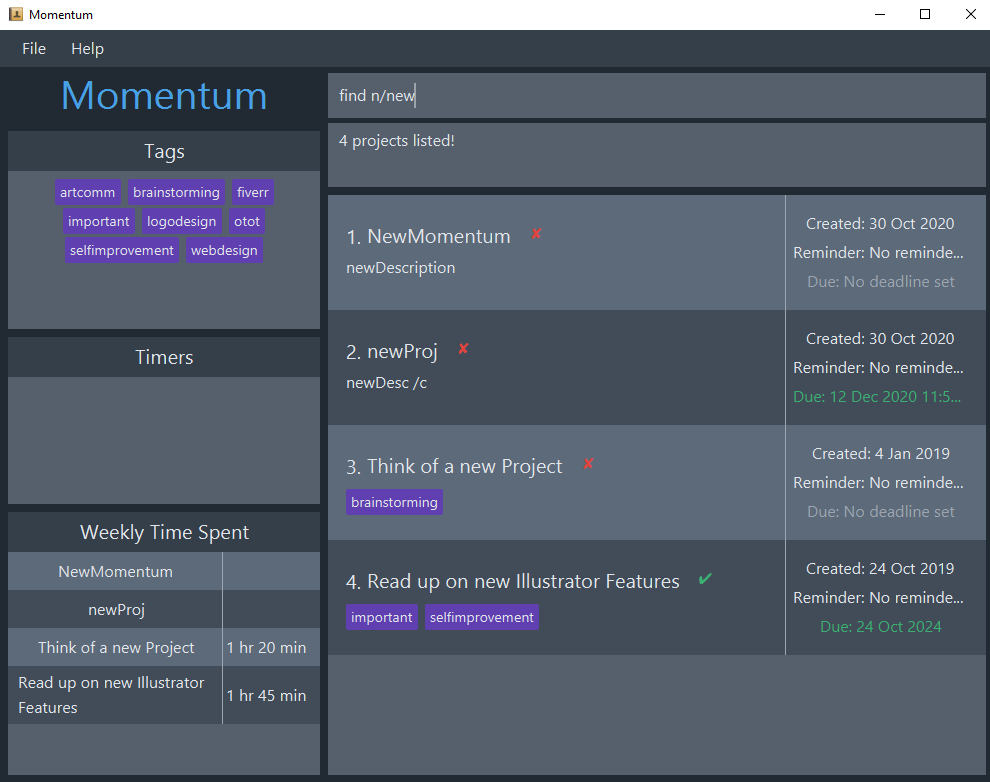 Momentum
File Help
Momentum
Tags
artcomm brainstorming fiverr
important logodesign otot
selfimprovement webdesign
Timers
Weekly Time Spent
NewMomentum
newProj
Think of a new Project 1 hr 20 min
Read up on new Illustrator
Features
1 hr 45 min
find n/new
4 projects listed!
1. NewMomentum ✘
newDescription
Created: 30 Oct 2020
Reminder: No reminde...
Due: No deadline set
2. newProj ✘
newDesc /c
Created: 30 Oct 2020
Reminder: No reminde...
Due: 12 Dec 2020 11:5...
3. Think of a new Project ✘
brainstorming
Created: 4 Jan 2019
Reminder: No reminde...
Due: No deadline set
4. Read up on new Illustrator Features ✔
important selfimprovement
Created: 24 Oct 2019
Reminder: No reminde...
Due: 24 Oct 2024